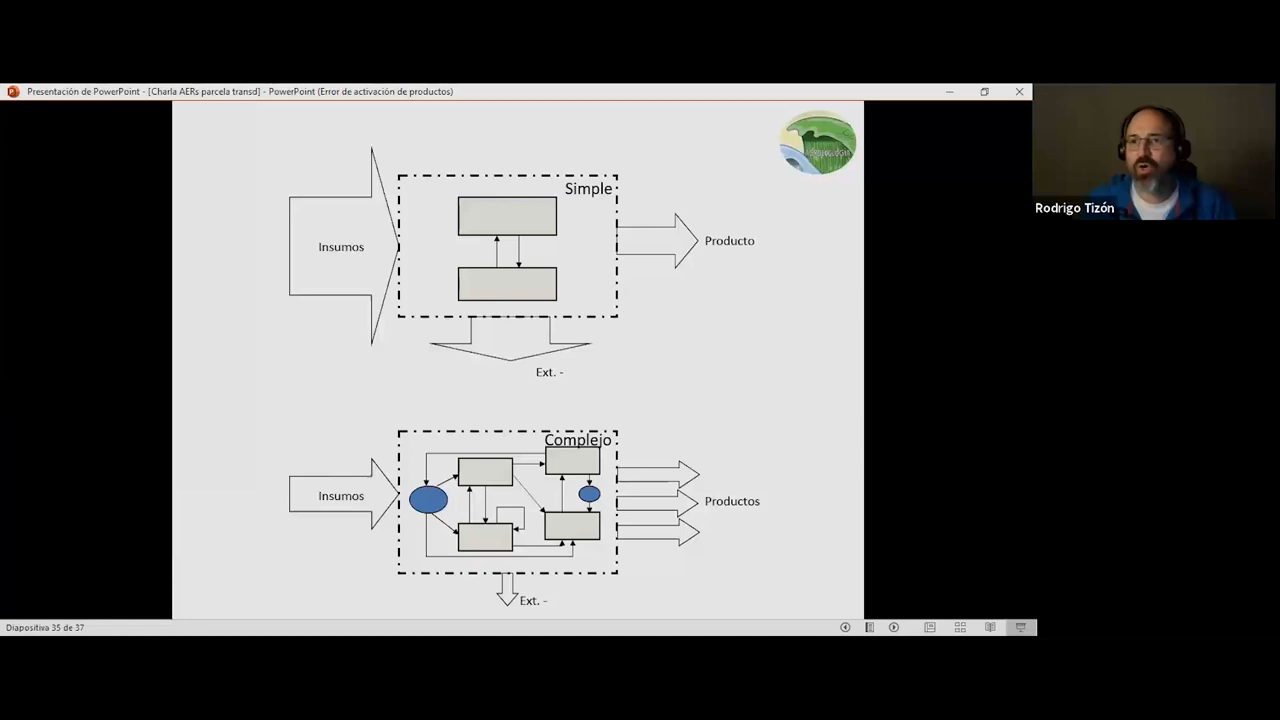 Presentación de PowerPoint - [Charla AERs parcela transd] - PowerPoint (Error de activación de productos)
Rodrigo Tizón
Simple
Insumos
Producto
Ext. -
Complejo
Insumos
Productos
Ext. -
Diapositiva 35 de 37